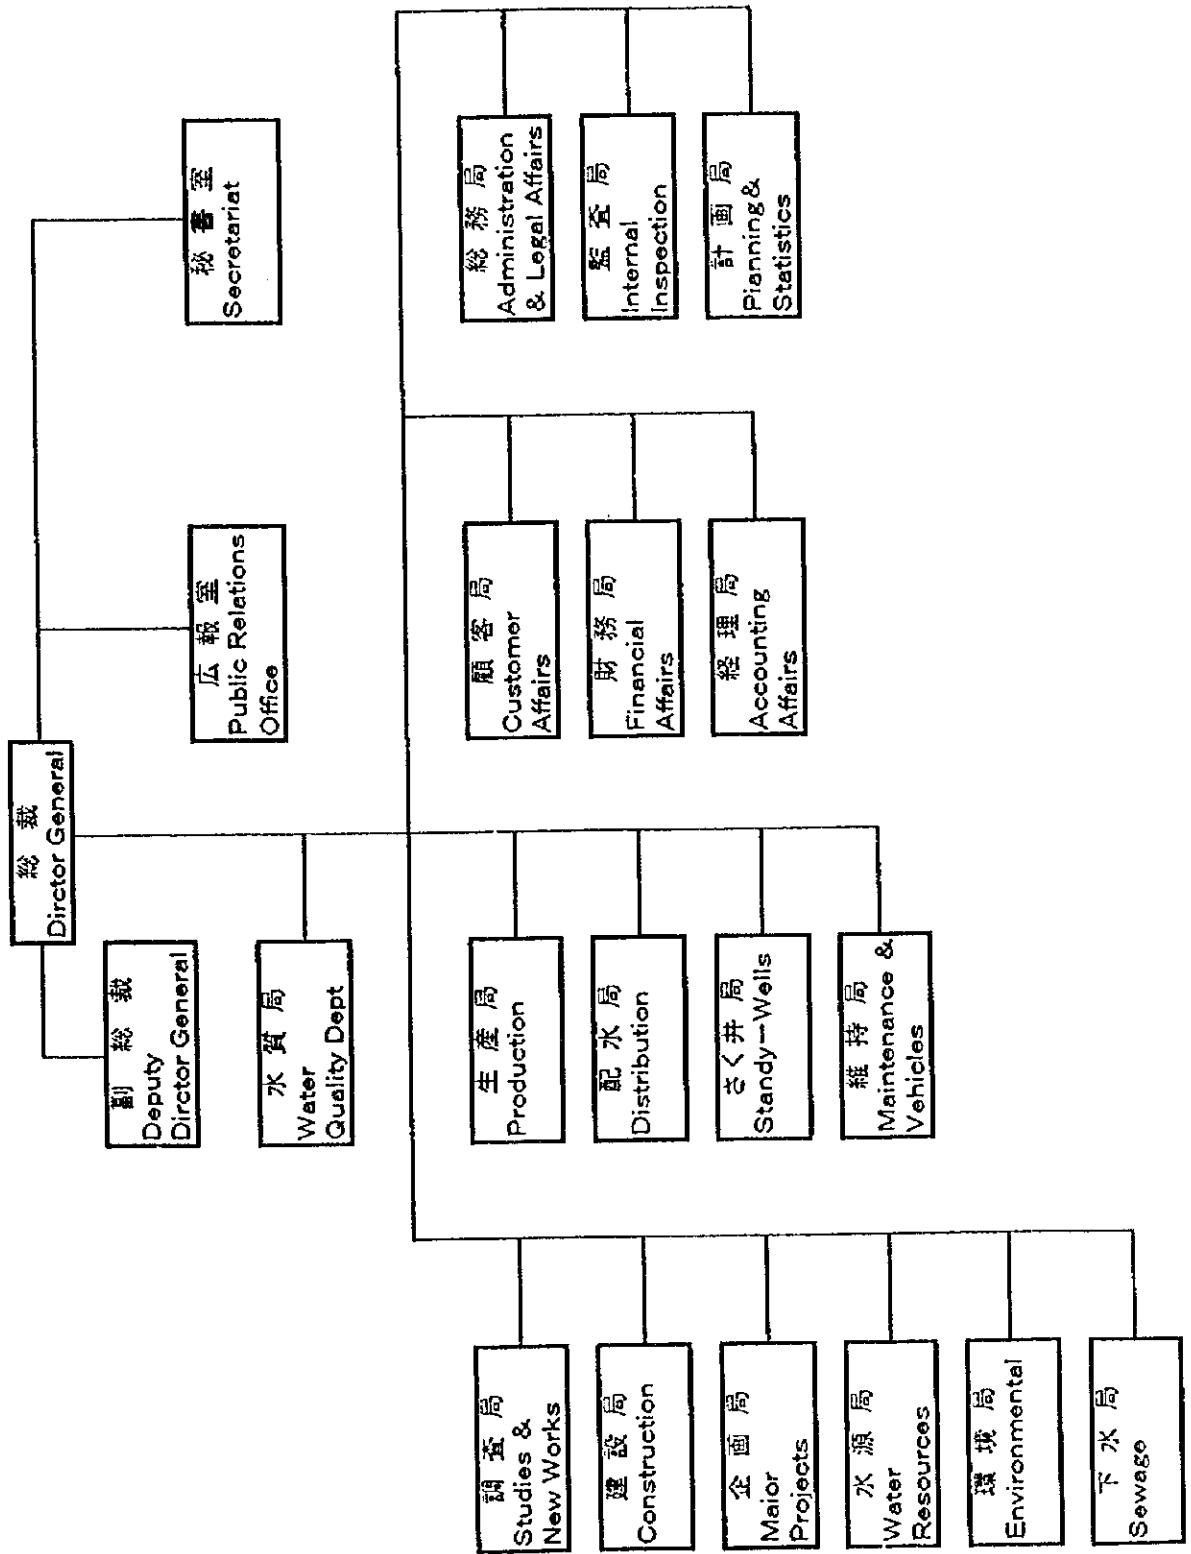 総 裁
Dirctor General
副 総 裁
Deputy
Dirctor General
広 報 室
Public Relations
Office
秘 書 室
Secretariat
水 質 局
Water
Quality Dept
調 査 局
Studies &
New Works
建 設 局
Construction
企 画 局
Maior
Projects
水 源 局
Water
Resources
環 境 局
Environmental
下 水 局
Sewage
生 産 局
Production
配 水 局
Distribution
さ く 井 局
Standy-Wells
維 持 局
Maintenance &
Vehicles
顧 客 局
Customer
Affairs
財 務 局
Financial
Affairs
経 理 局
Accounting
Affairs
総 務 局
Administration
& Legal Affairs
監 査 局
Internal
Inspection
計 画 局
Pianning &
Statistics